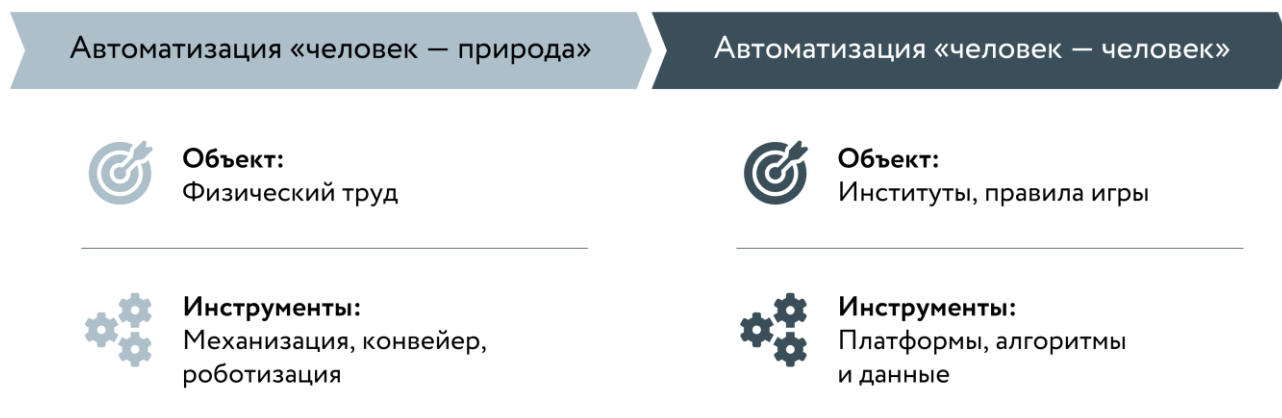 Автоматизация «человек — природа»
Автоматизация «человек — человек»
Объект:
Физический труд
Объект:
Институты, правила игры
Инструменты:
Механизация, конвейер,
роботизация
Инструменты:
Платформы, алгоритмы
и данные